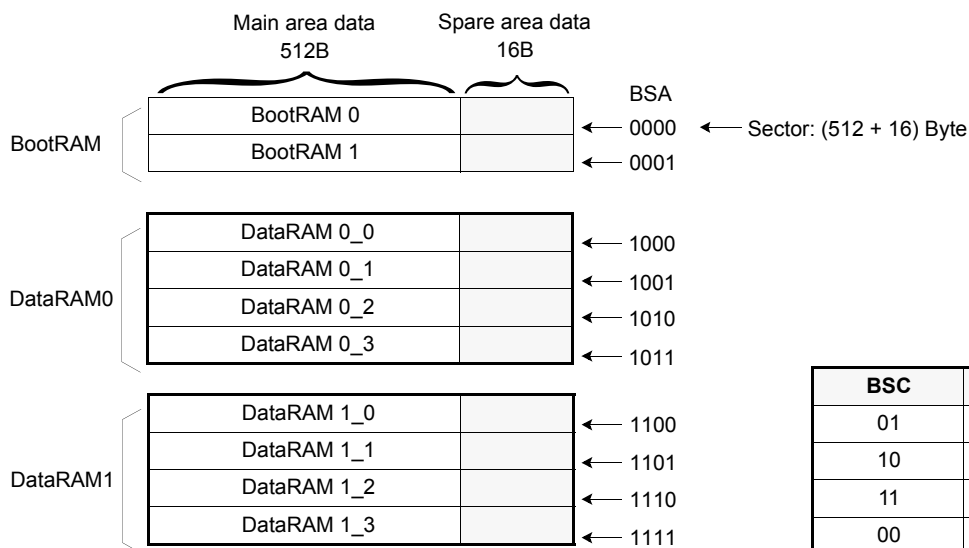 Main area data Spare area data
512B 16B
BSA
BootRAM
BootRAM 0 0000 Sector: (512 + 16) Byte
BootRAM 1 0001
DataRAM0
DataRAM 0_0 1000
DataRAM 0_1 1001
DataRAM 0_2 1010
DataRAM 0_3 1011
DataRAM1
DataRAM 1_0 1100
DataRAM 1_1 1101
DataRAM 1_2 1110
DataRAM 1_3 1111
BSC
01
10
11
00